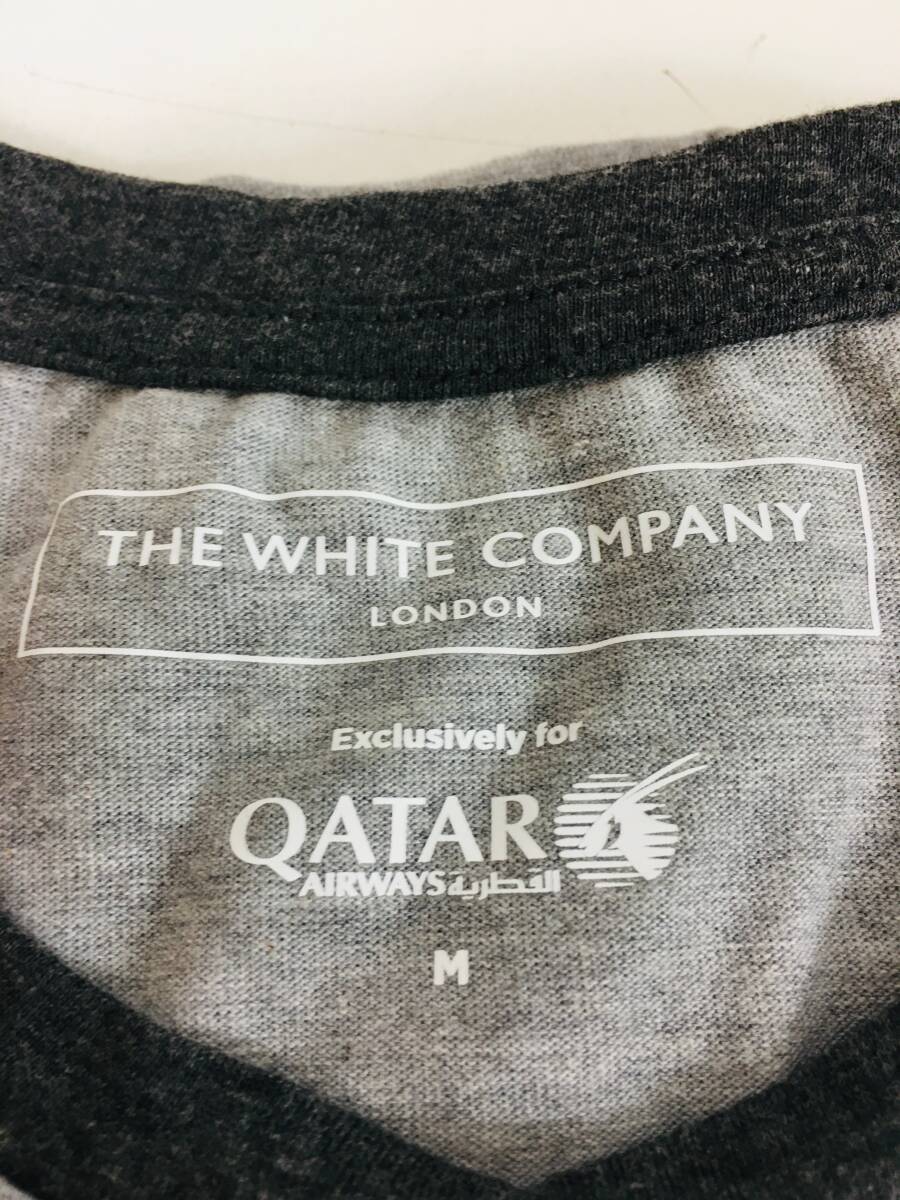 THE WHITE COMPANY
LONDON
Exclusively for
QATAR
AIRWAYS القطرية
M